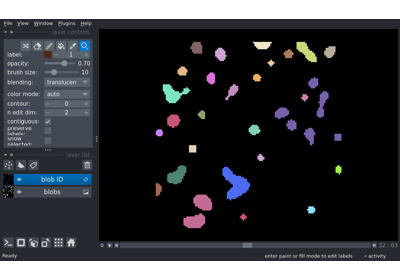 File View Window Plugins Help
layer controls
label: 1
opacity: 0.70
brush size: 10
blending: translucen
color mode: auto
contour: 0
n edit dim: 2
contiguous:
preserve labels:
show selected:
layer list
blob ID
blobs
0 32 63
Ready enter paint or fill mode to edit labels activity